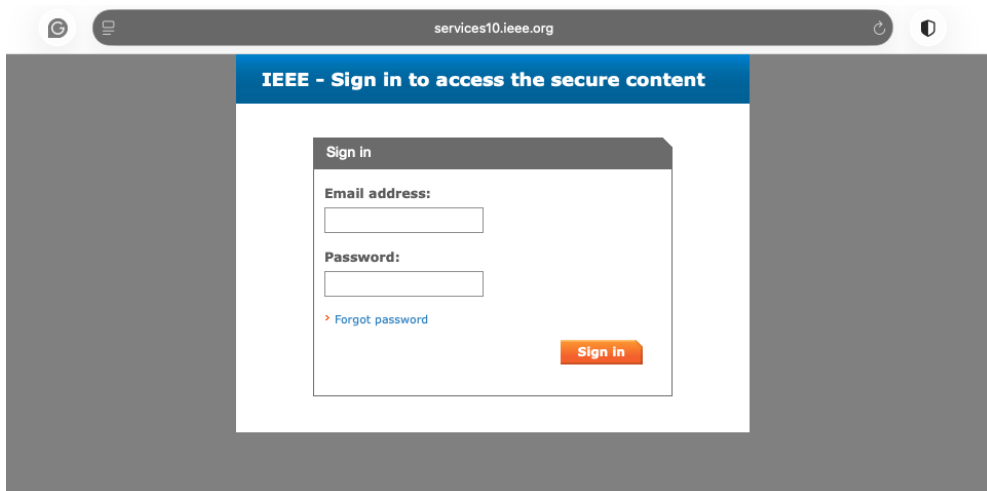 services10.ieee.org
IEEE - Sign in to access the secure content
Sign in
Email address:
Password:
Forgot password
Sign in